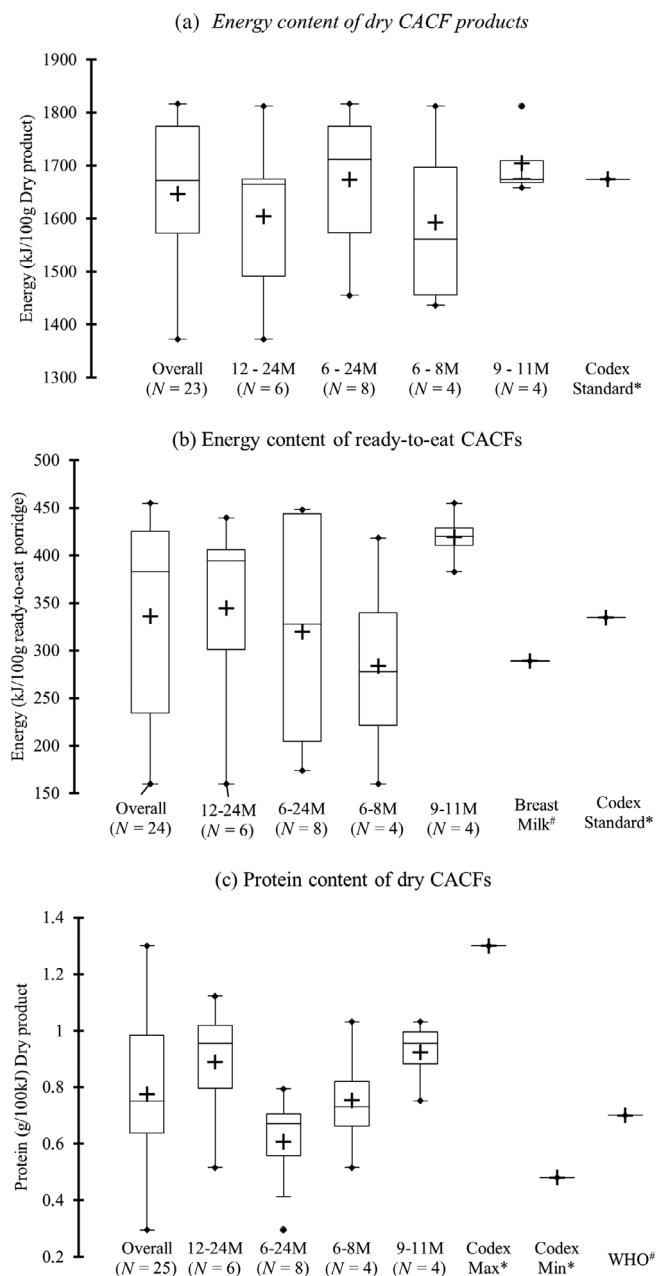 (a) Energy content of dry CACF products
Energy (kJ/100g Dry product)
1900
1800
1700
1600
1500
1400
1300
Overall 12 - 24M 6 - 24M 6 - 8M 9 - 11M Codex
(N = 23) (N = 6) (N = 8) (N = 4) (N = 4) Standard*
(b) Energy content of ready-to-eat CACFs
Energy (kJ/100g ready-to-eat porridge)
500
450
400
350
300
250
200
150
Overall 12-24M 6-24M 6-8M 9-11M Breast Codex
(N = 24) (N = 6) (N = 8) (N = 4) (N = 4) Milk# Standard*
(c) Protein content of dry CACFs
Protein (g/100kJ) Dry product
1.4
1.2
1
0.8
0.6
0.4
0.2
Overall 12-24M 6-24M 6-8M 9-11M Codex Codex WHO#
(N = 25) (N = 6) (N = 8) (N = 4) (N = 4) Max* Min*